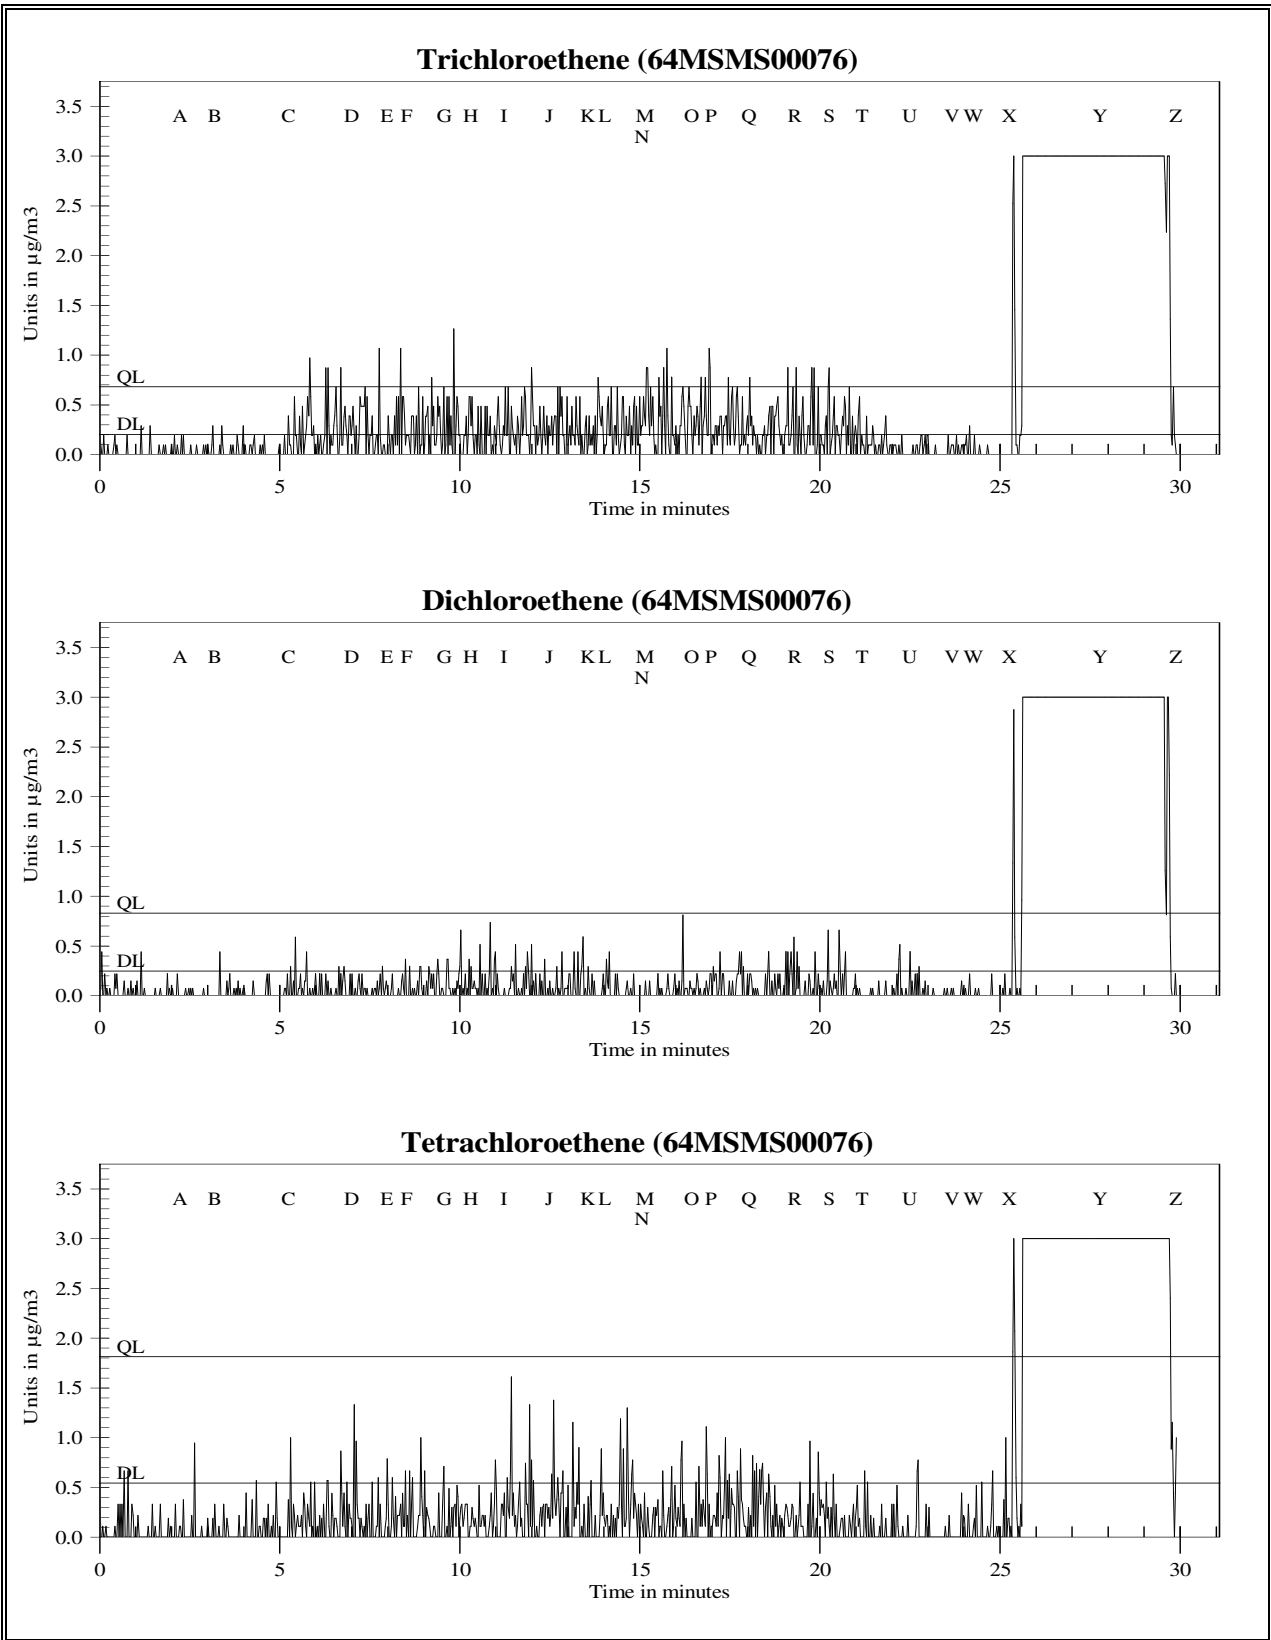 Trichloroethene (64MSMS00076)
A B C D E F G H I J K L M O P Q R S T U V W X Y Z
N
3.5
3.0
2.5
2.0
1.5
1.0
0.5
0.0
Units in µg/m3
QL
DL
0 5 10 15 20 25 30
Time in minutes
Dichloroethene (64MSMS00076)
A B C D E F G H I J K L M O P Q R S T U V W X Y Z
N
3.5
3.0
2.5
2.0
1.5
1.0
0.5
0.0
Units in µg/m3
QL
DL
0 5 10 15 20 25 30
Time in minutes
Tetrachloroethene (64MSMS00076)
A B C D E F G H I J K L M O P Q R S T U V W X Y Z
N
3.5
3.0
2.5
2.0
1.5
1.0
0.5
0.0
Units in µg/m3
QL
DL
0 5 10 15 20 25 30
Time in minutes